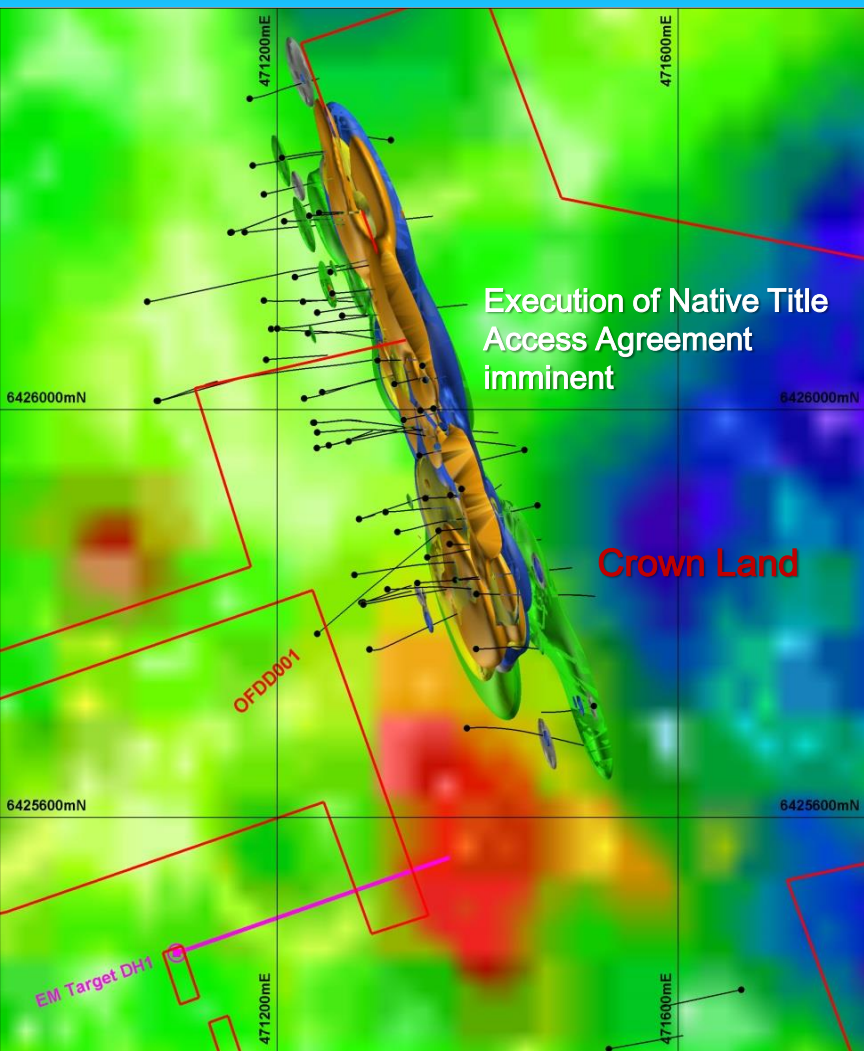 471200mE
471600mE
Execution of Native Title
Access Agreement
imminent
6426000mN
6426000mN
Crown Land
OFDD001
6425600mN
6425600mN
EM Target DH1
471200mE
471600mE